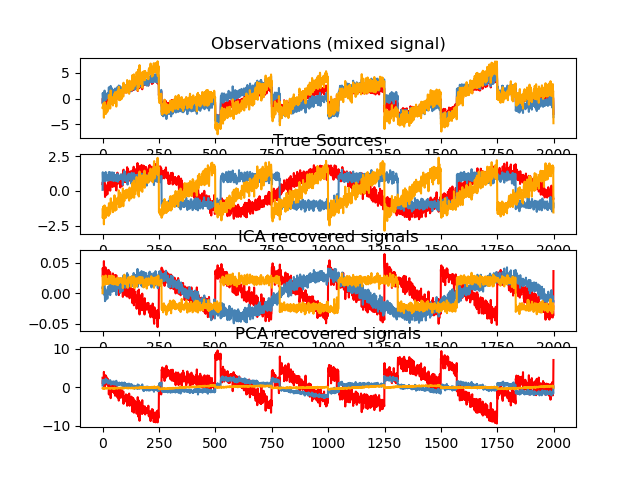 Observations (mixed signal)
5
0
−5
0 250 500 750 1000 1250 1500 1750 2000
True Sources
2.5
0.0
−2.5
0 250 500 750 1000 1250 1500 1750 2000
ICA recovered signals
0.05
0.00
−0.05
0 250 500 750 1000 1250 1500 1750 2000
PCA recovered signals
10
0
−10
0 250 500 750 1000 1250 1500 1750 2000